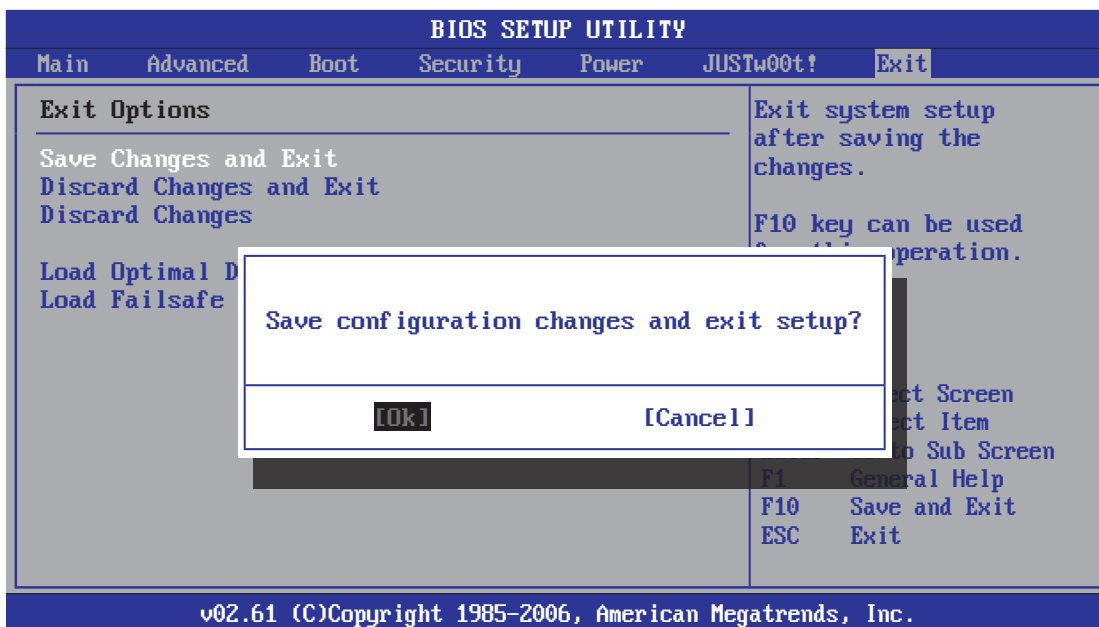 BIOS SETUP UTILITY
Main Advanced Boot Security Power JUSTw00t! Exit
Exit Options
Save Changes and Exit
Discard Changes and Exit
Discard Changes
Load Optimal D
Load Failsafe
Exit system setup
after saving the
changes.
F10 key can be used
operation.
Save configuration changes and exit setup?
[Ok] [Cancel]
Screen
Item
to Sub Screen
F1 General Help
F10 Save and Exit
ESC Exit
v02.61 (C)Copyright 1985-2006, American Megatrends, Inc.